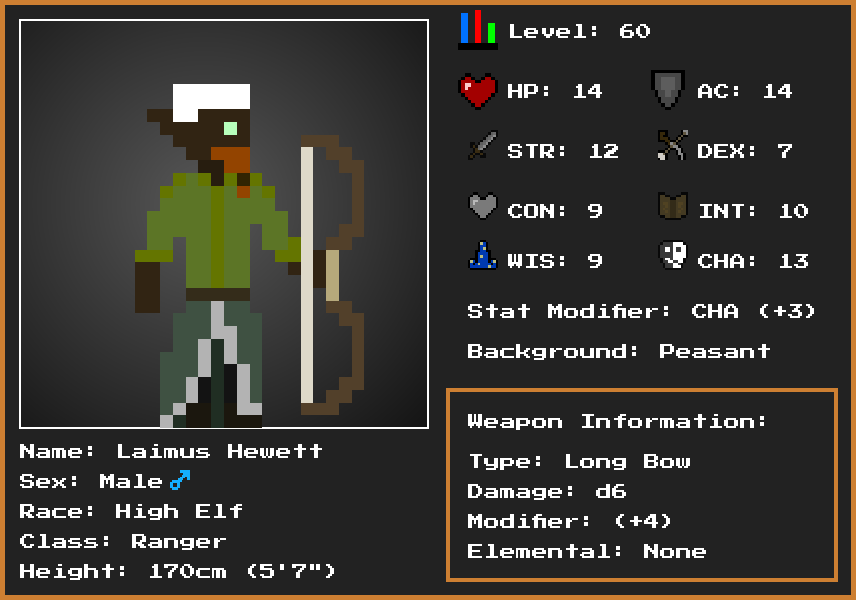 Level: 60
HP: 14
AC: 14
STR: 12
DEX: 7
CON: 9
INT: 10
WIS: 9
CHA: 13
Stat Modifier: CHA (+3)
Background: Peasant
Weapon Information:
Type: Long Bow
Damage: d6
Modifier: (+4)
Elemental: None
Name: Laimus Hewett
Sex: Male♂
Race: High Elf
Class: Ranger
Height: 170cm (5'7")